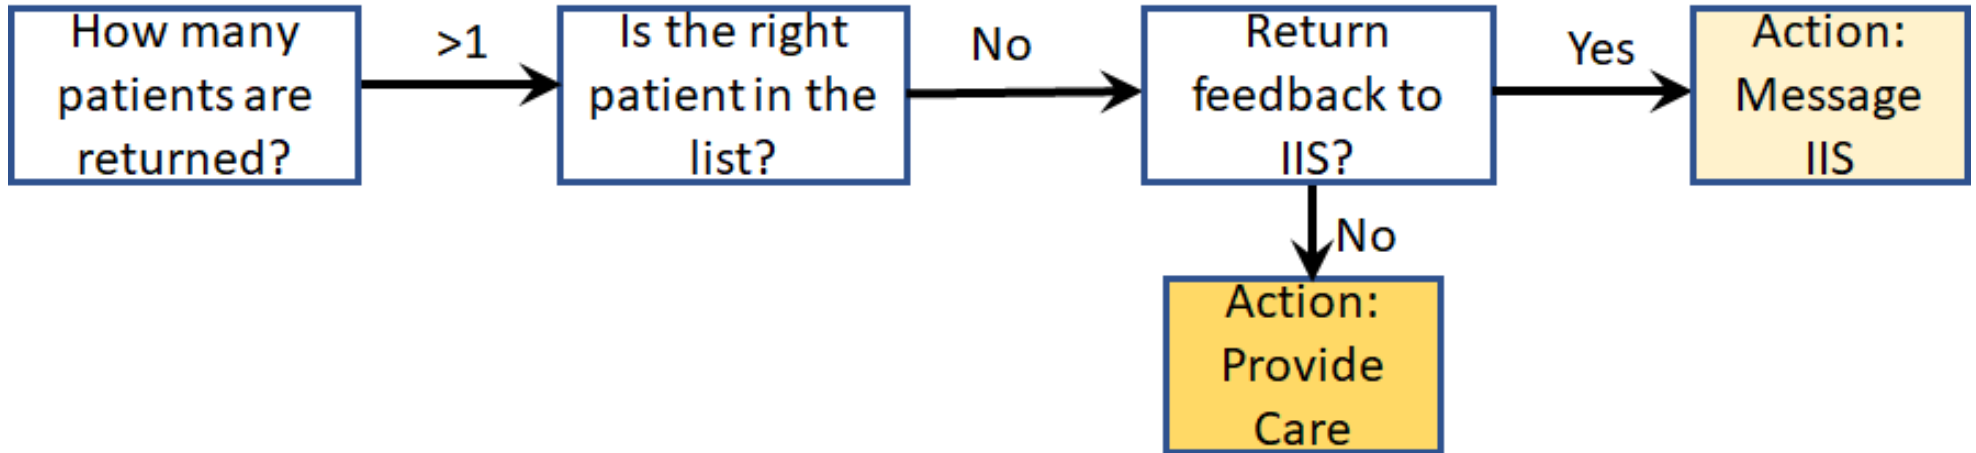 How many
patients are
returned?
>1
Is the right
patient in the
list?
No
Return
feedback to
IIS?
Yes
Action:
Message
IIS
No
Action:
Provide
Care